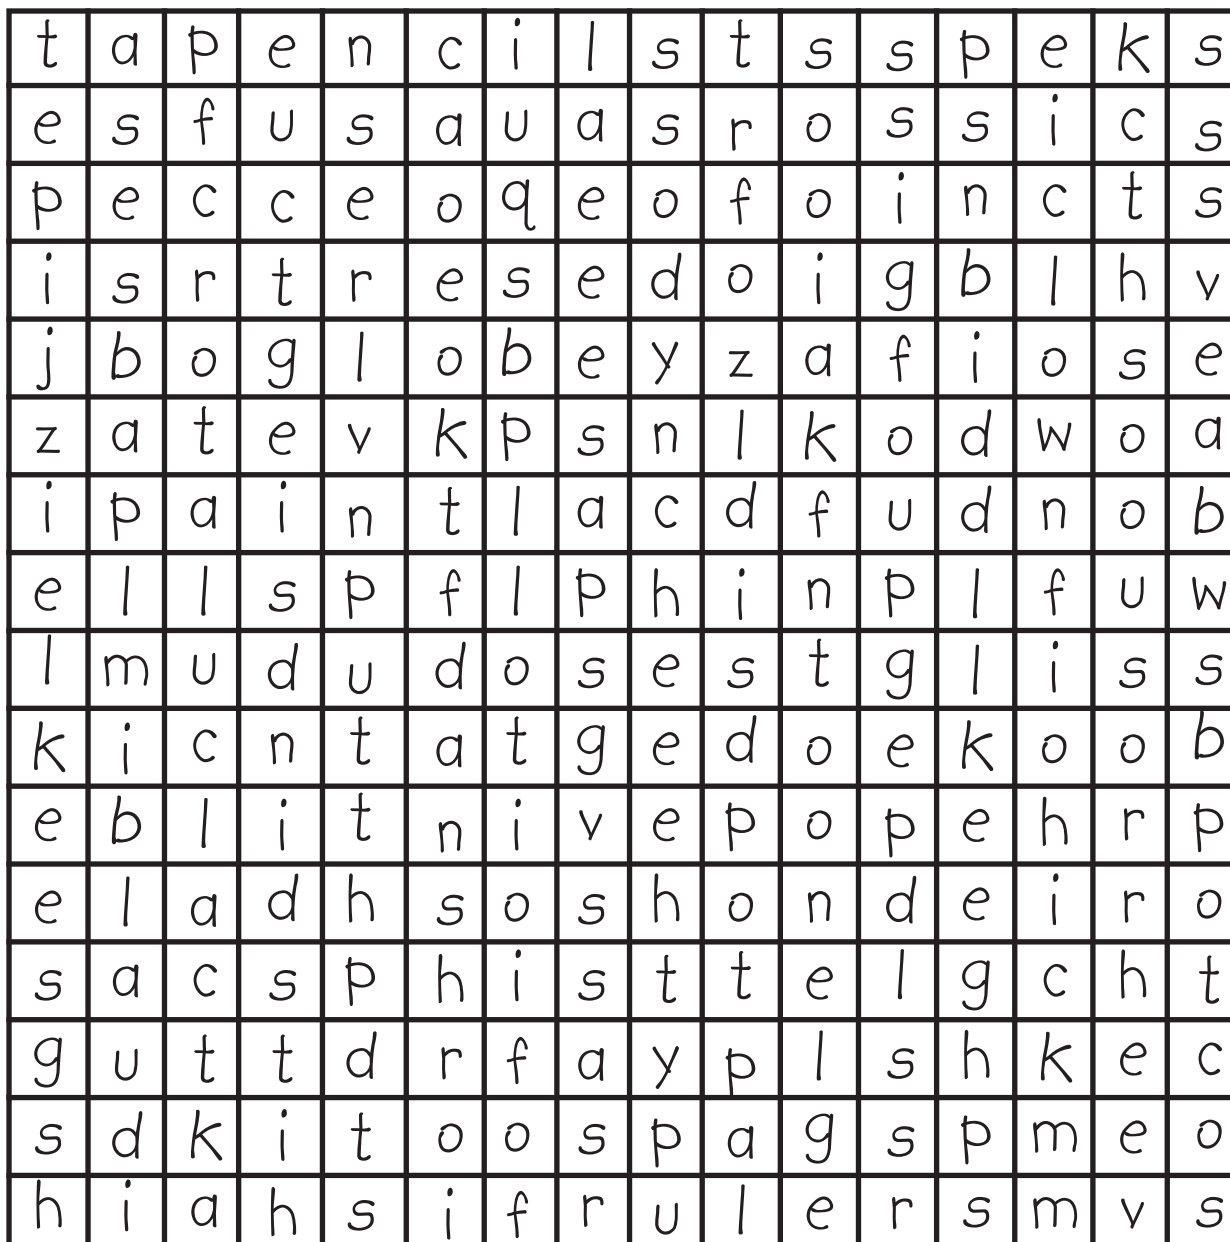 t a p e n c i l s t s s p e k s
e s f u s a u a s r o s s i c s
p e c c e o q e o f o i n c t s
i s r t r e s e d o i g b l h v
j b o g l o b e y z a f i o s e
z a t e v k p s n l k o d w o a
i p a i n t l a c d f u d n o b
e l l s p f l p h i n p l f u w
l m u d u d o s e s t g l i s s
k i c n t a t g e d o e k o o b
e b l i t n i v e p o p e h r p
e l a d h s o s h o n d e i r o
s a c s p h i s t t e l g c h t
g u t t d r f a y p l s h k e c
s d k i t o o s p a g s p m e o
h i a h s i f r u l e r s m v s